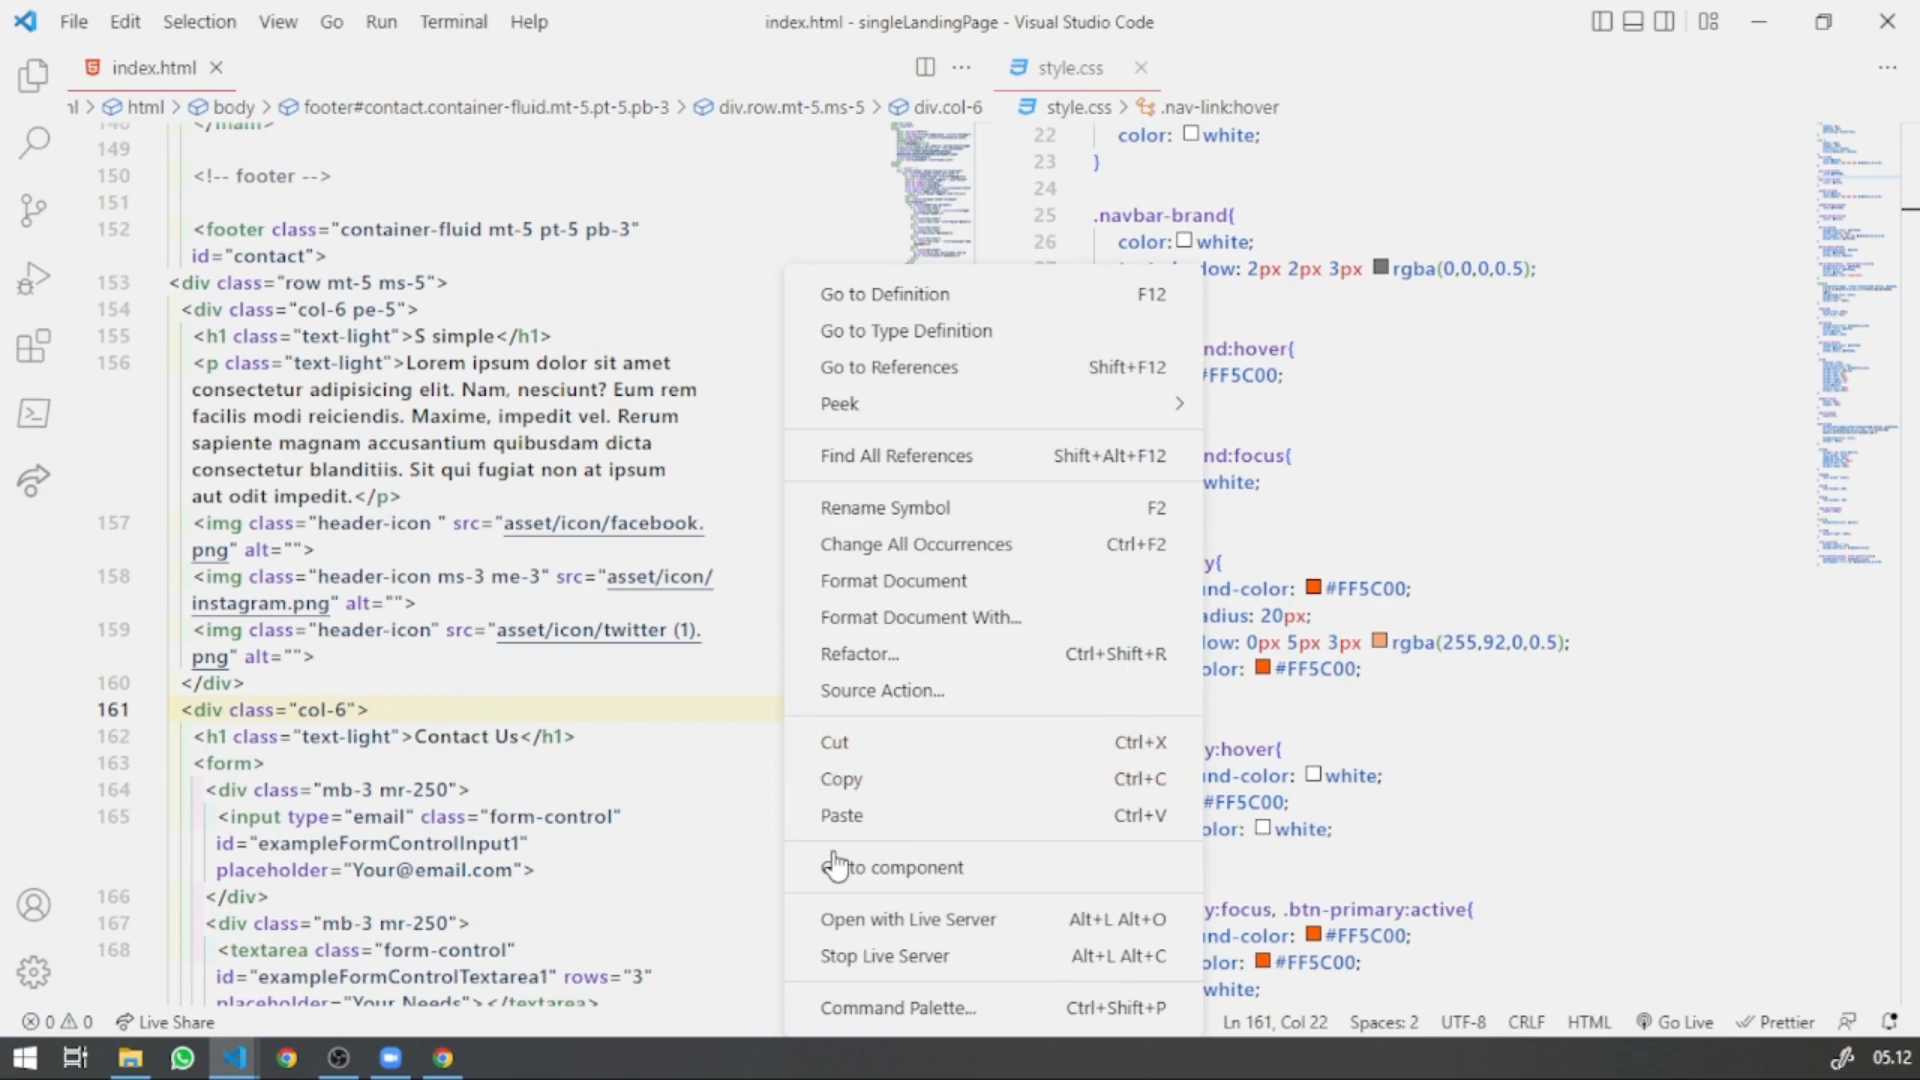 File Edit Selection View Go Run Terminal Help
index.html - singleLandingPage - Visual Studio Code
index.html
style.css
html > body > footer#contact.container-fluid.mt-5.pt-5.pb-3 > div.row.mt-5.ms-5 > div.col-6
style.css > .nav-link:hover
149
150 <!-- footer -->
151
152 <footer class="container-fluid mt-5 pt-5 pb-3"
id="contact">
153 <div class="row mt-5 ms-5">
154 <div class="col-6 pe-5">
155 <h1 class="text-light">S simple</h1>
156 <p class="text-light">Lorem ipsum dolor sit amet
consectetur adipisicing elit. Nam, nesciunt? Eum rem
facilis modi reiciendis. Maxime, impedit vel. Rerum
sapiente magnam accusantium quibusdam dicta
consectetur blanditiis. Sit qui fugiat non at ipsum
aut odit impedit.</p>
157 <img class="header-icon " src="asset/icon/facebook.
png" alt="">
158 <img class="header-icon ms-3 me-3" src="asset/icon/
instagram.png" alt="">
159 <img class="header-icon" src="asset/icon/twitter (1).
png" alt="">
160 </div>
161 <div class="col-6">
162 <h1 class="text-light">Contact Us</h1>
163 <form>
164 <div class="mb-3 mr-250">
165 <input type="email" class="form-control"
id="exampleFormControlInput1"
placeholder="Your@email.com">
166 </div>
167 <div class="mb-3 mr-250">
168 <textarea class="form-control"
id="exampleFormControlTextarea1" rows="3"
placeholder="Your Needs"></textarea>
Go to Definition F12
Go to Type Definition
Go to References Shift+F12
Peek
Find All References Shift+Alt+F12
Rename Symbol F2
Change All Occurrences Ctrl+F2
Format Document
Format Document With...
Refactor... Ctrl+Shift+R
Source Action...
Cut Ctrl+X
Copy Ctrl+C
Paste Ctrl+V
to component
Open with Live Server Alt+L Alt+O
Stop Live Server Alt+L Alt+C
Command Palette... Ctrl+Shift+P
22 color: white;
23 }
24
25 .navbar-brand{
26 color: white;
ow: 2px 2px 3px rgba(0,0,0,0.5);
nd:hover{
#FF5C00;
nd:focus{
white;
y{
nd-color: #FF5C00;
adius: 20px;
low: 0px 5px 3px rgba(255,92,0,0.5);
olor: #FF5C00;
y:hover{
nd-color: white;
#FF5C00;
olor: white;
y:focus, .btn-primary:active{
nd-color: #FF5C00;
olor: #FF5C00;
white;
0 0 Live Share
Ln 161, Col 22 Spaces: 2 UTF-8 CRLF HTML Go Live Prettier
05.12